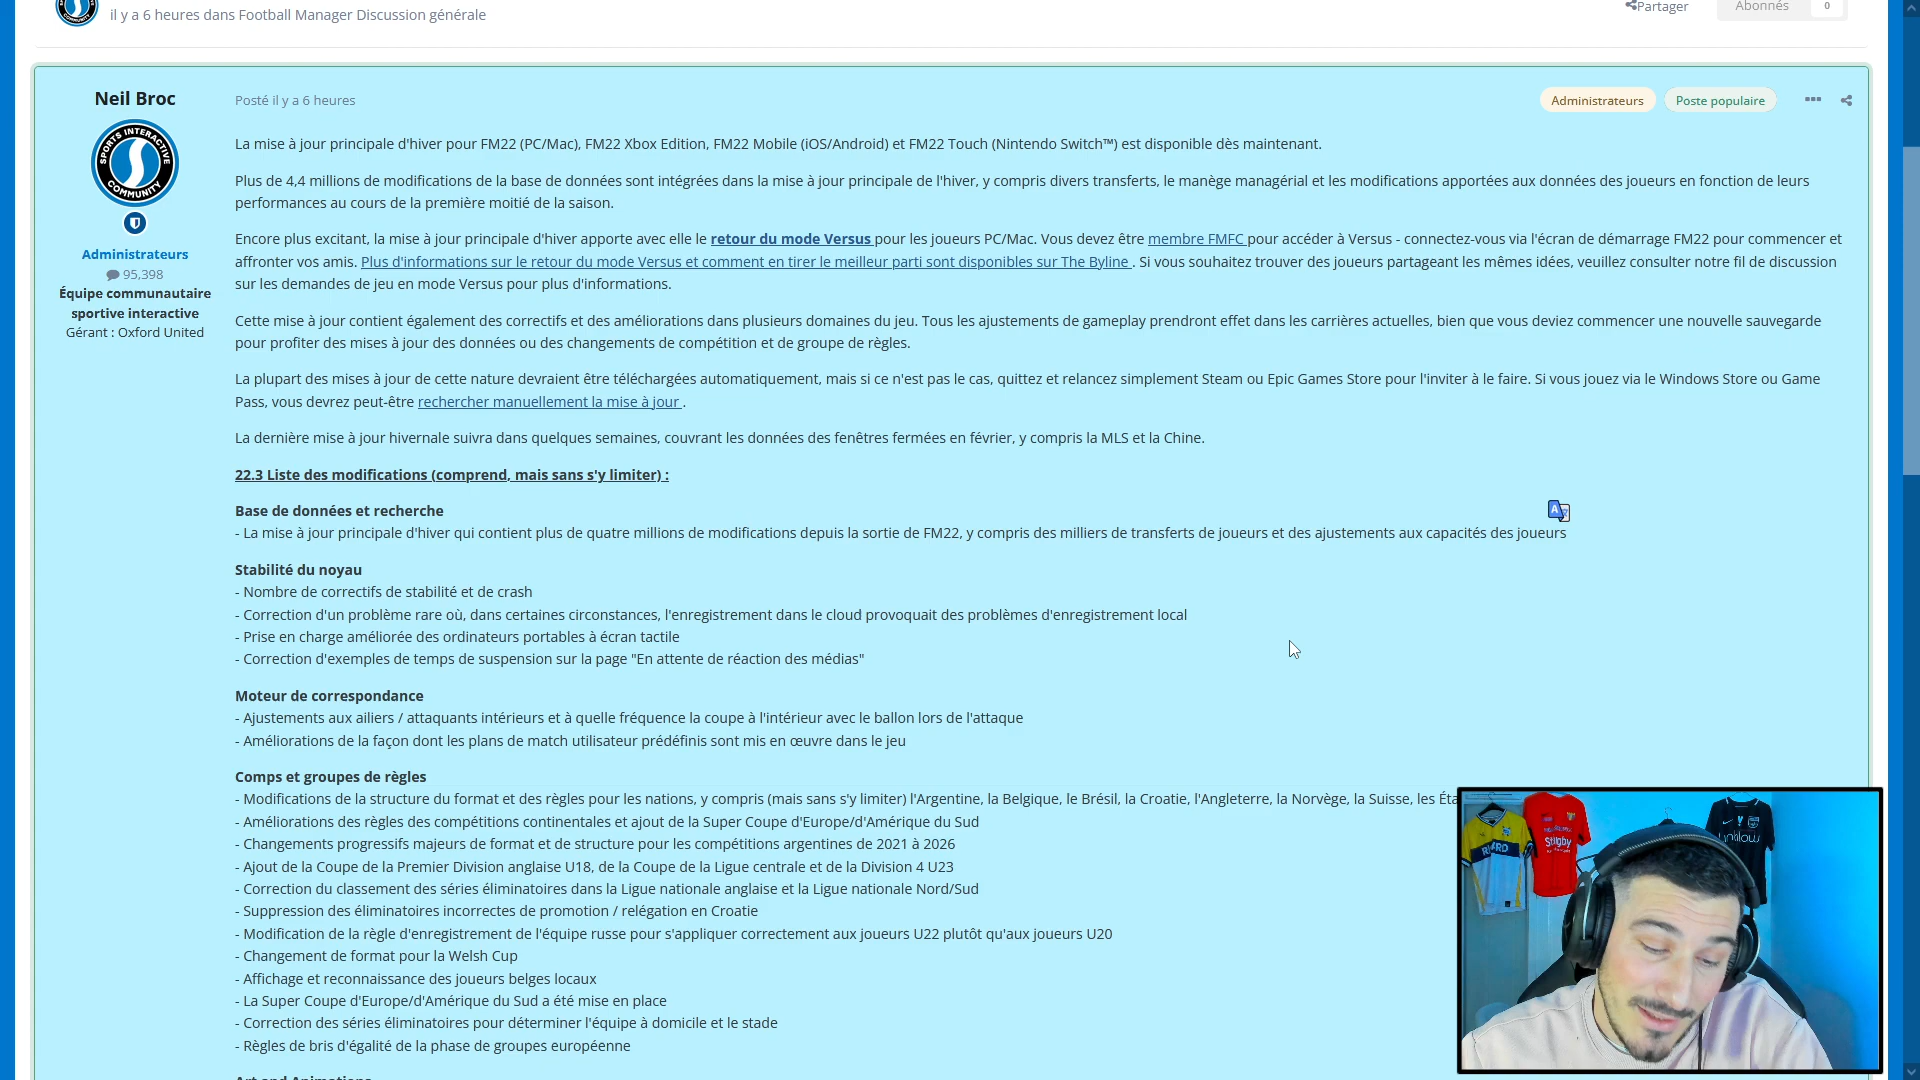 il y a 6 heures dans Football Manager Discussion générale
Partager
Abonnés
0
Neil Broc
Posté il y a 6 heures
Administrateurs
Poste populaire
SPORTS INTERACTIVE
COMMUNITY
Administrateurs
95,398
Équipe communautaire
sportive interactive
Gérant : Oxford United
La mise à jour principale d'hiver pour FM22 (PC/Mac), FM22 Xbox Edition, FM22 Mobile (iOS/Android) et FM22 Touch (Nintendo Switch™) est disponible dès maintenant.
Plus de 4,4 millions de modifications de la base de données sont intégrées dans la mise à jour principale de l'hiver, y compris divers transferts, le manège managérial et les modifications apportées aux données des joueurs en fonction de leurs
performances au cours de la première moitié de la saison.
Encore plus excitant, la mise à jour principale d'hiver apporte avec elle le retour du mode Versus pour les joueurs PC/Mac. Vous devez être membre FMFC pour accéder à Versus - connectez-vous via l'écran de démarrage FM22 pour commencer et
affronter vos amis. Plus d'informations sur le retour du mode Versus et comment en tirer le meilleur parti sont disponibles sur The Byline . Si vous souhaitez trouver des joueurs partageant les mêmes idées, veuillez consulter notre fil de discussion
sur les demandes de jeu en mode Versus pour plus d'informations.
Cette mise à jour contient également des correctifs et des améliorations dans plusieurs domaines du jeu. Tous les ajustements de gameplay prendront effet dans les carrières actuelles, bien que vous deviez commencer une nouvelle sauvegarde
pour profiter des mises à jour des données ou des changements de compétition et de groupe de règles.
La plupart des mises à jour de cette nature devraient être téléchargées automatiquement, mais si ce n'est pas le cas, quittez et relancez simplement Steam ou Epic Games Store pour l'inviter à le faire. Si vous jouez via le Windows Store ou Game
Pass, vous devrez peut-être rechercher manuellement la mise à jour .
La dernière mise à jour hivernale suivra dans quelques semaines, couvrant les données des fenêtres fermées en février, y compris la MLS et la Chine.
22.3 Liste des modifications (comprend, mais sans s'y limiter) :
Base de données et recherche
- La mise à jour principale d'hiver qui contient plus de quatre millions de modifications depuis la sortie de FM22, y compris des milliers de transferts de joueurs et des ajustements aux capacités des joueurs
Stabilité du noyau
- Nombre de correctifs de stabilité et de crash
- Correction d'un problème rare où, dans certaines circonstances, l'enregistrement dans le cloud provoquait des problèmes d'enregistrement local
- Prise en charge améliorée des ordinateurs portables à écran tactile
- Correction d'exemples de temps de suspension sur la page "En attente de réaction des médias"
Moteur de correspondance
- Ajustements aux ailiers / attaquants intérieurs et à quelle fréquence la coupe à l'intérieur avec le ballon lors de l'attaque
- Améliorations de la façon dont les plans de match utilisateur prédéfinis sont mis en œuvre dans le jeu
Comps et groupes de règles
- Modifications de la structure du format et des règles pour les nations, y compris (mais sans s'y limiter) l'Argentine, la Belgique, le Brésil, la Croatie, l'Angleterre, la Norvège, la Suisse, les Éta
- Améliorations des règles des compétitions continentales et ajout de la Super Coupe d'Europe/d'Amérique du Sud
- Changements progressifs majeurs de format et de structure pour les compétitions argentines de 2021 à 2026
- Ajout de la Coupe de la Premier Division anglaise U18, de la Coupe de la Ligue centrale et de la Division 4 U23
- Correction du classement des séries éliminatoires dans la Ligue nationale anglaise et la Ligue nationale Nord/Sud
- Suppression des éliminatoires incorrectes de promotion / relégation en Croatie
- Modification de la règle d'enregistrement de l'équipe russe pour s'appliquer correctement aux joueurs U22 plutôt qu'aux joueurs U20
- Changement de format pour la Welsh Cup
- Affichage et reconnaissance des joueurs belges locaux
- La Super Coupe d'Europe/d'Amérique du Sud a été mise en place
- Correction des séries éliminatoires pour déterminer l'équipe à domicile et le stade
- Règles de bris d'égalité de la phase de groupes européenne
Art and Animations
Stigby